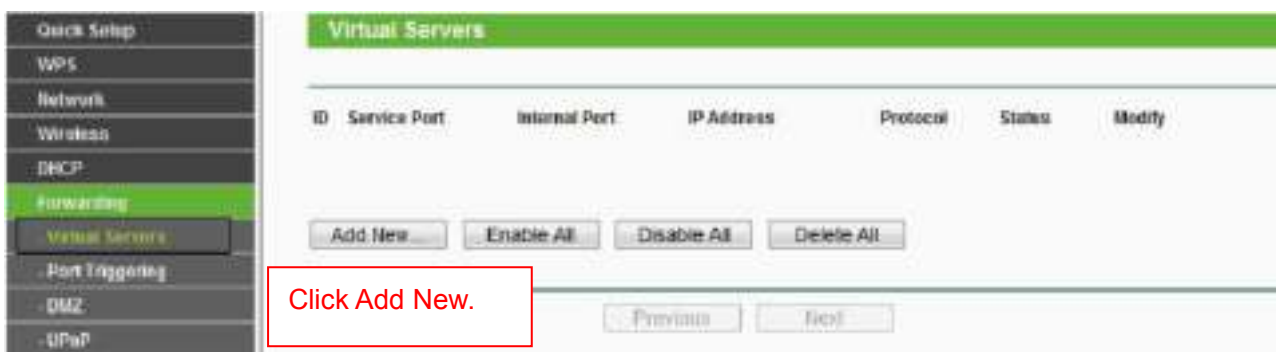 Quick Setup
WPS
Network
Wireless
DHCP
Forwarding
- Virtual Servers
- Port Triggering
- DMZ
- UPnP
Virtual Servers
ID Service Port Internal Port IP Address Protocol Status Modify
Add New... Enable All Disable All Delete All
Click Add New.
Previous Next